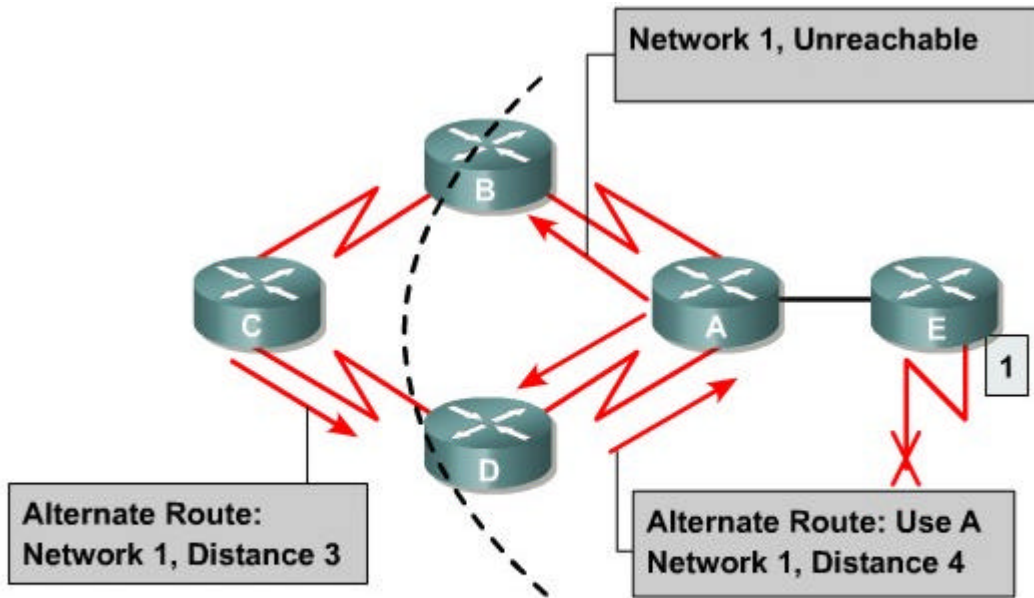 Network 1, Unreachable
B
C
A
E
1
D
Alternate Route:
Network 1, Distance 3
Alternate Route: Use A
Network 1, Distance 4